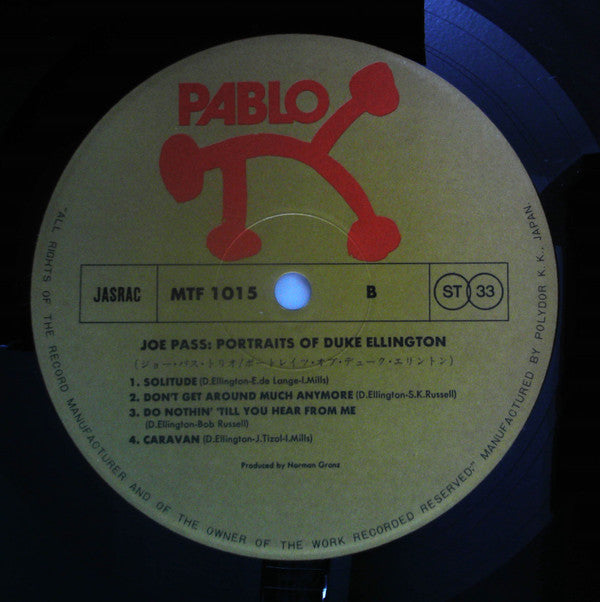 PABLO
JASRAC
MTF 1015
B
ST 33
JOE PASS: PORTRAITS OF DUKE ELLINGTON
(ジョー・パス・トリオ/ポートレイツ・オブ・デューク・エリントン)
1. SOLITUDE (D.Ellington-E.de Lange-I.Mills)
2. DON'T GET AROUND MUCH ANYMORE (D.Ellington-S.K.Russell)
3. DO NOTHIN' 'TILL YOU HEAR FROM ME
(D.Ellington-Bob Russell)
4. CARAVAN (D.Ellington-J.Tizol-I.Mills)
Produced by Norman Granz
"ALL RIGHTS OF THE RECORD MANUFACTURER AND OF THE OWNER OF THE WORK RECORDED RESERVED." MANUFACTURED BY POLYDOR K. K., JAPAN